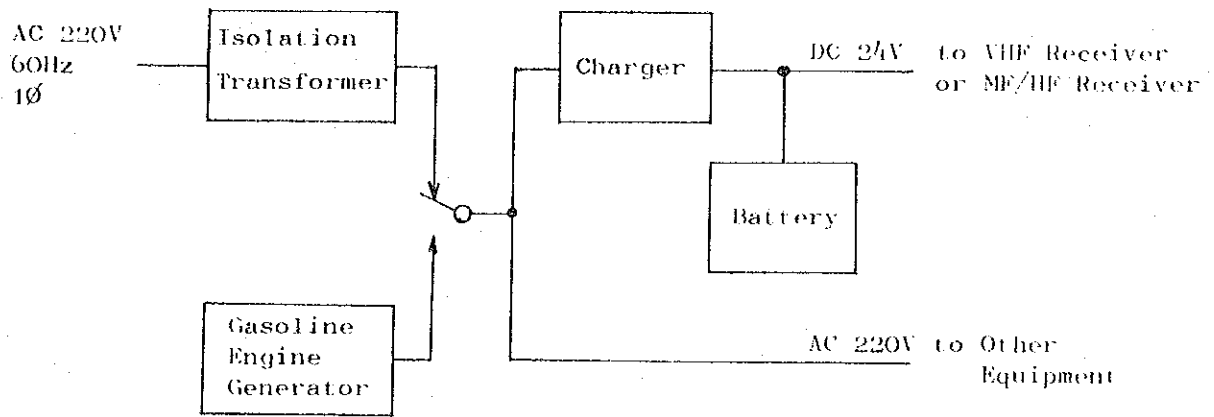 AC 220V
60Hz
1Ø
Isolation
Transformer
Charger
DC 24V to VHF Receiver
or MF/HF Receiver
Battery
Gasoline
Engine
Generator
AC 220V to Other
Equipment